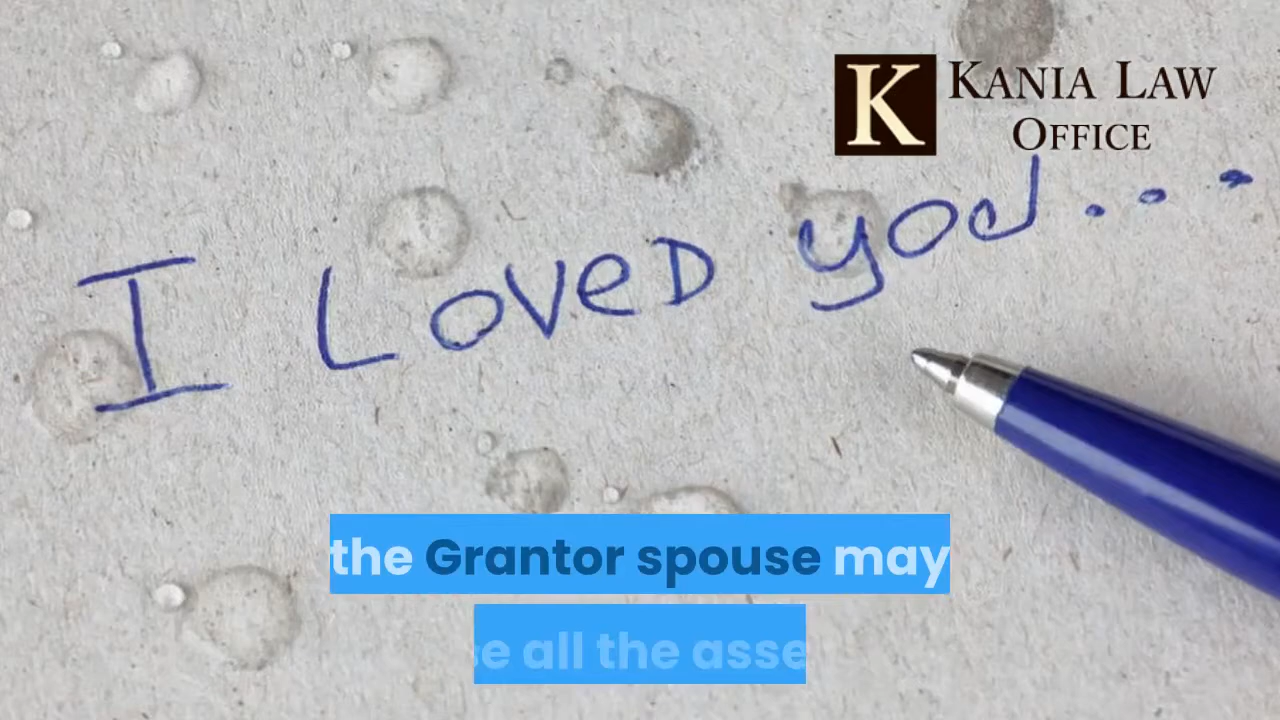 K
KANIA LAW
OFFICE
I LOVED you...
the Grantor spouse may
all the